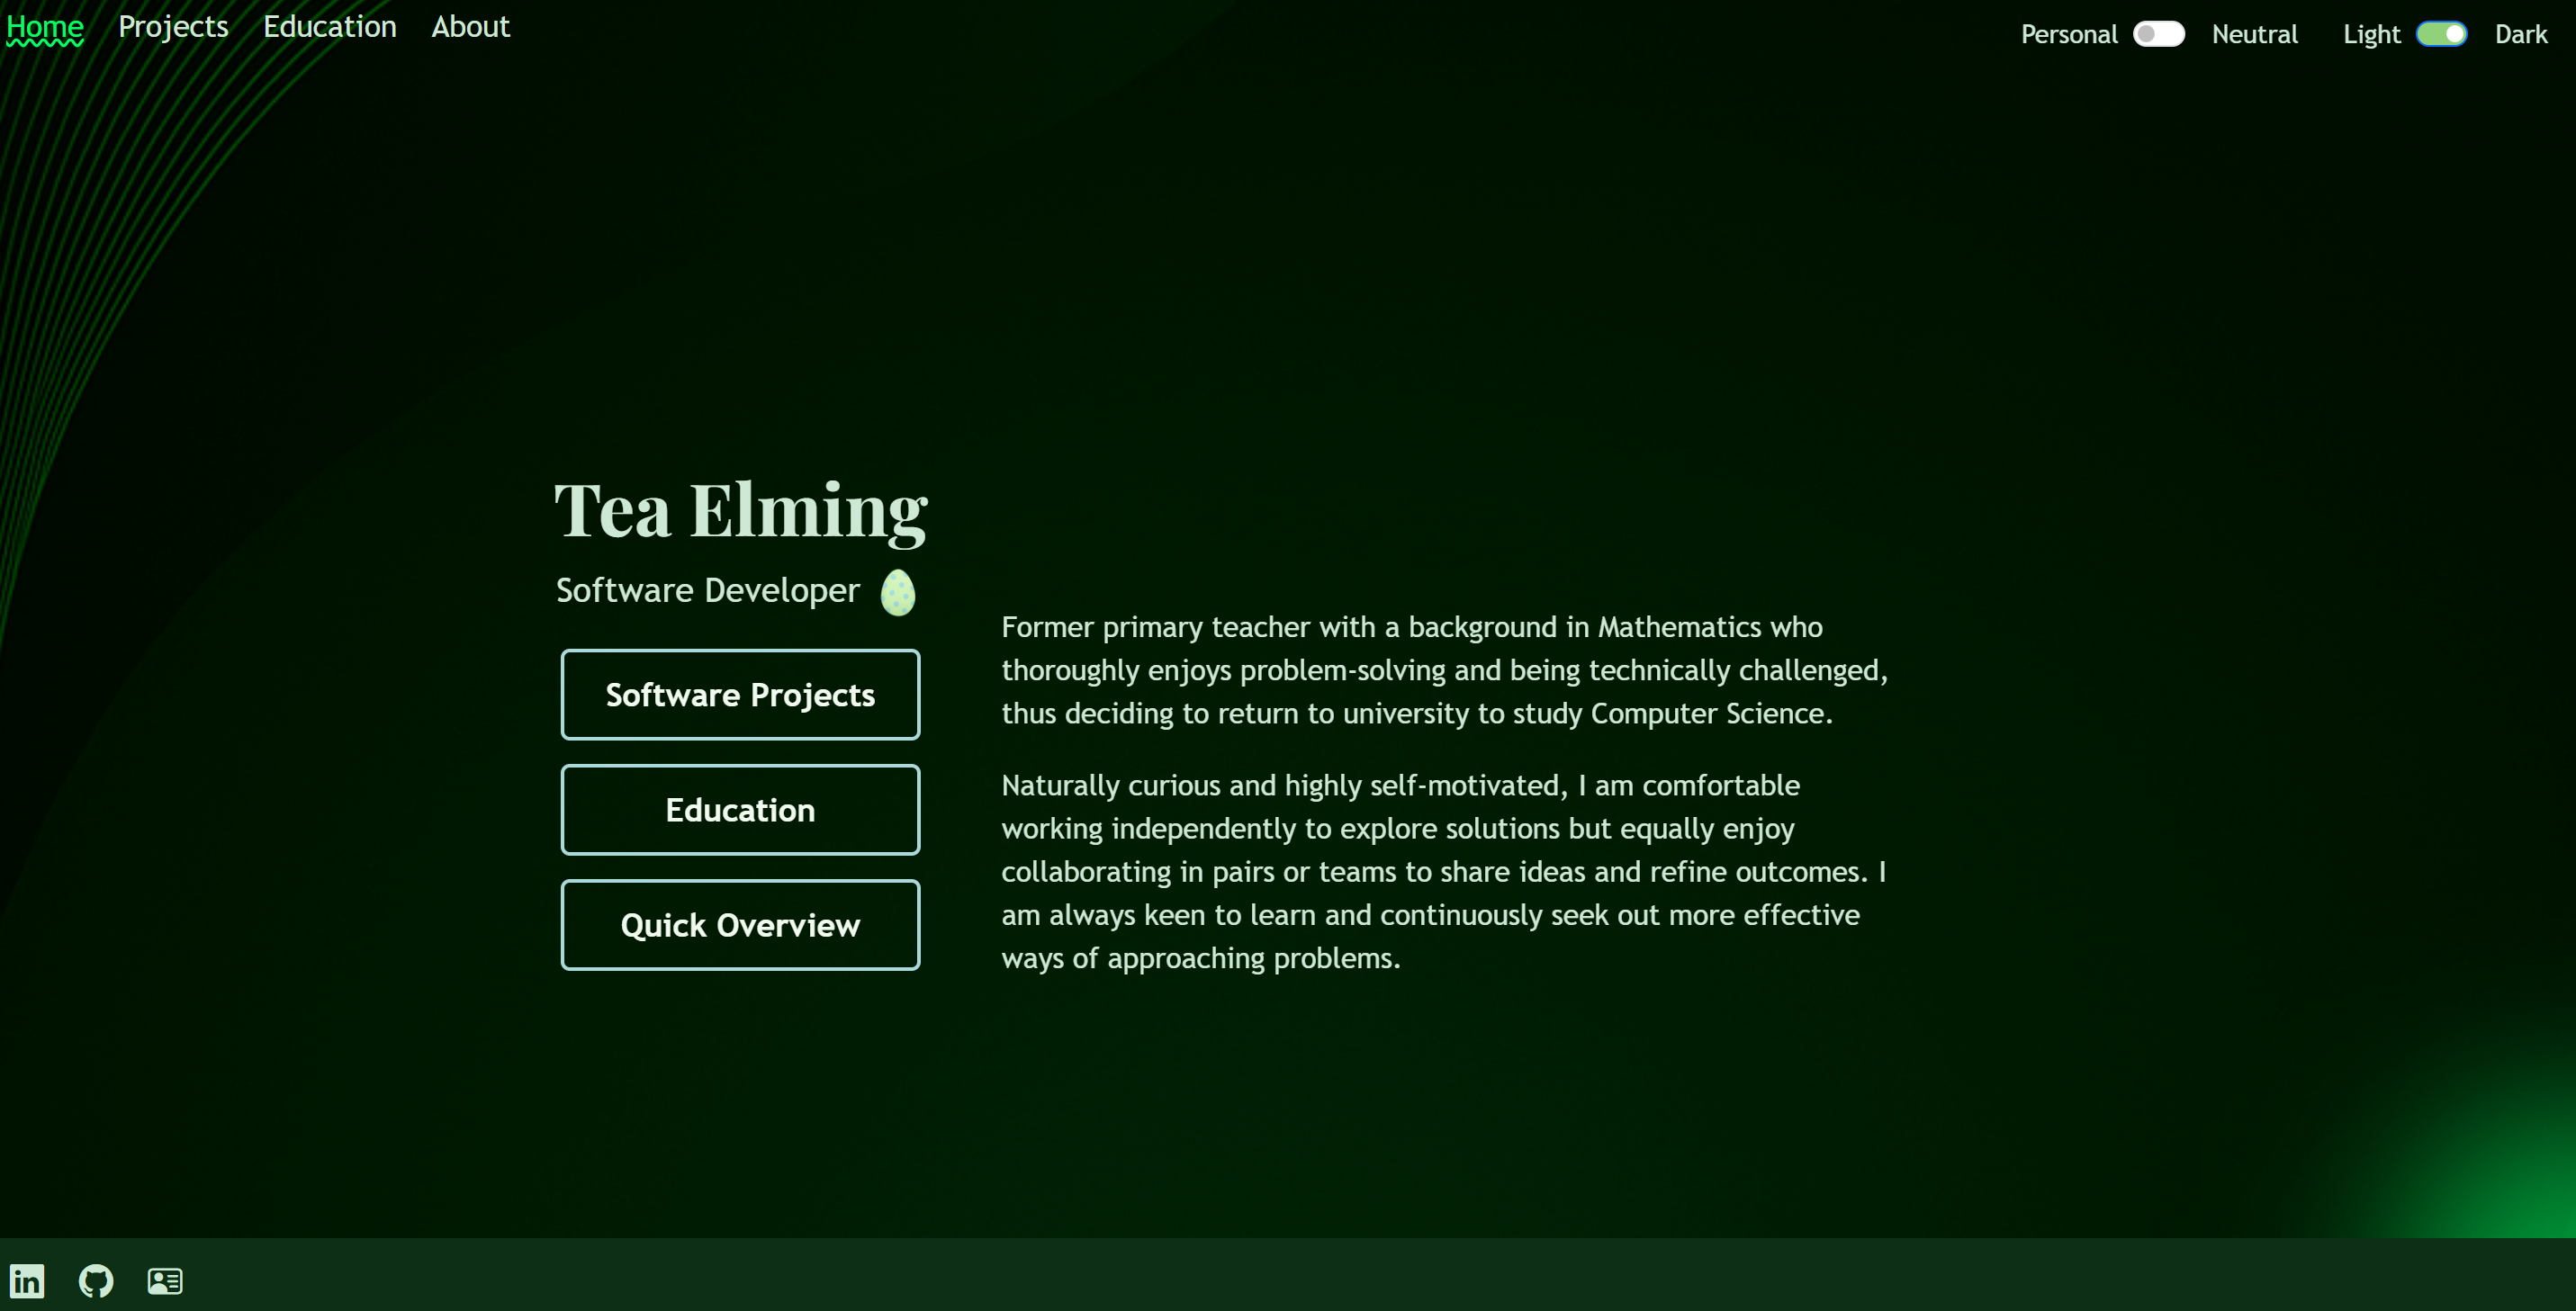 Home Projects Education About
Personal Neutral Light Dark
Tea Elming
Software Developer
Software Projects
Education
Quick Overview
Former primary teacher with a background in Mathematics who
thoroughly enjoys problem-solving and being technically challenged,
thus deciding to return to university to study Computer Science.
Naturally curious and highly self-motivated, I am comfortable
working independently to explore solutions but equally enjoy
collaborating in pairs or teams to share ideas and refine outcomes. I
am always keen to learn and continuously seek out more effective
ways of approaching problems.
in